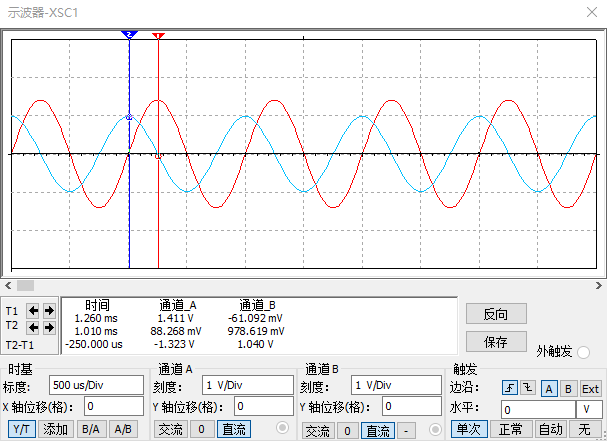 示波器-XSC1
2 1
时间 通道_A 通道_B
T1 1.260 ms 1.411 V -61.092 mV
T2 1.010 ms 88.268 mV 978.619 mV
T2-T1 -250.000 us -1.323 V 1.040 V
反向
保存
外触发
时基 通道 A 通道 B 触发
标度: 500 us/Div 刻度: 1 V/Div 刻度: 1 V/Div 边沿: A B Ext
X 轴位移(格): 0 Y 轴位移(格): 0 Y 轴位移(格): 0 水平: 0 V
Y/T 添加 B/A A/B 交流 0 直流 交流 0 直流 - 单次 正常 自动 无